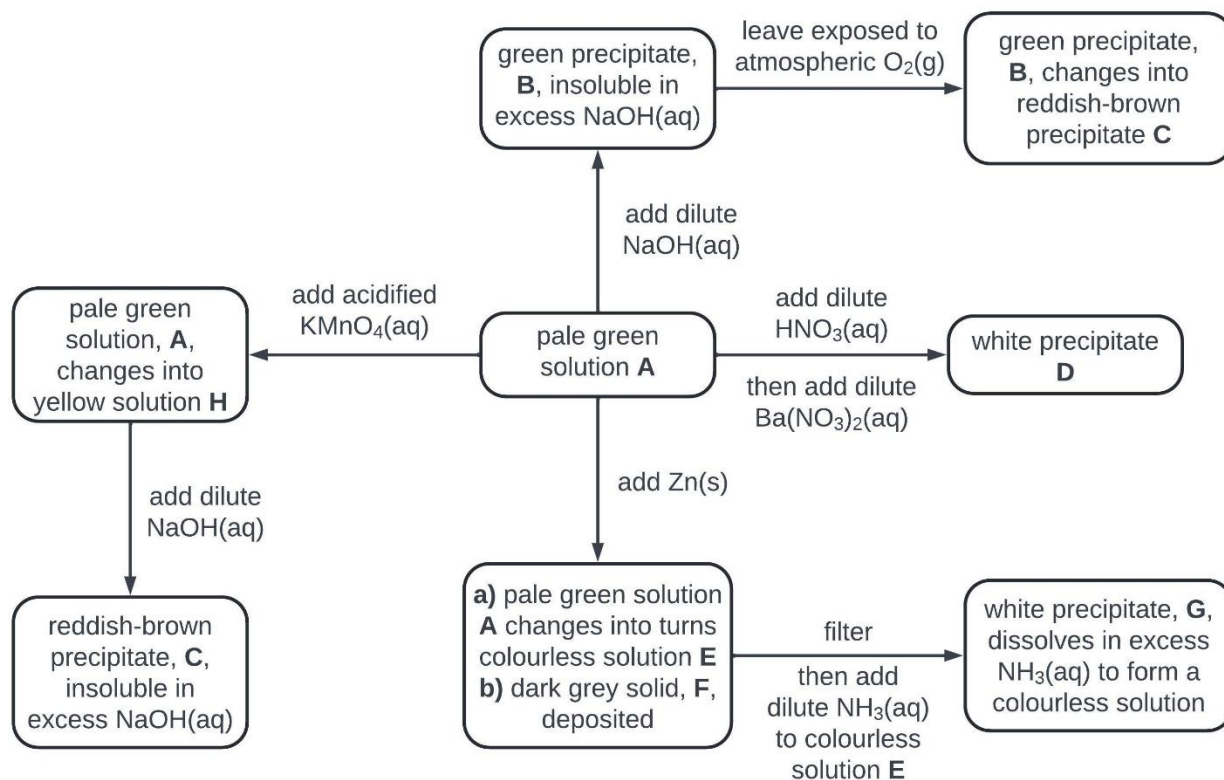 green precipitate,
B, insoluble in
excess NaOH(aq)
leave exposed to
atmospheric O₂(g)
green precipitate,
B, changes into
reddish-brown
precipitate C
add dilute
NaOH(aq)
pale green
solution, A,
changes into
yellow solution H
add acidified
KMnO₄(aq)
pale green
solution A
add dilute
HNO₃(aq)
then add dilute
Ba(NO₃)₂(aq)
white precipitate
D
add dilute
NaOH(aq)
add Zn(s)
reddish-brown
precipitate, C,
insoluble in
excess NaOH(aq)
a) pale green solution
A changes into turns
colourless solution E
b) dark grey solid, F,
deposited
filter
then add
dilute NH₃(aq)
to colourless
solution E
white precipitate, G,
dissolves in excess
NH₃(aq) to form a
colourless solution